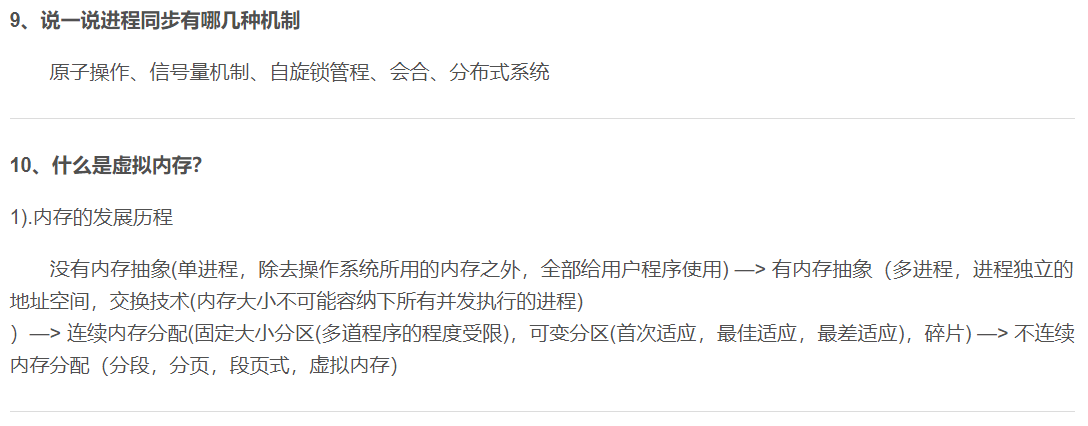 9、说一说进程同步有哪几种机制
原子操作、信号量机制、自旋锁管程、会合、分布式系统
10、什么是虚拟内存？
1).内存的发展历程
没有内存抽象(单进程，除去操作系统所用的内存之外，全部给用户程序使用) —> 有内存抽象（多进程，进程独立的
地址空间，交换技术(内存大小不可能容纳下所有并发执行的进程)
）—> 连续内存分配(固定大小分区(多道程序的程度受限)，可变分区(首次适应，最佳适应，最差适应)，碎片) —> 不连续
内存分配（分段，分页，段页式，虚拟内存）